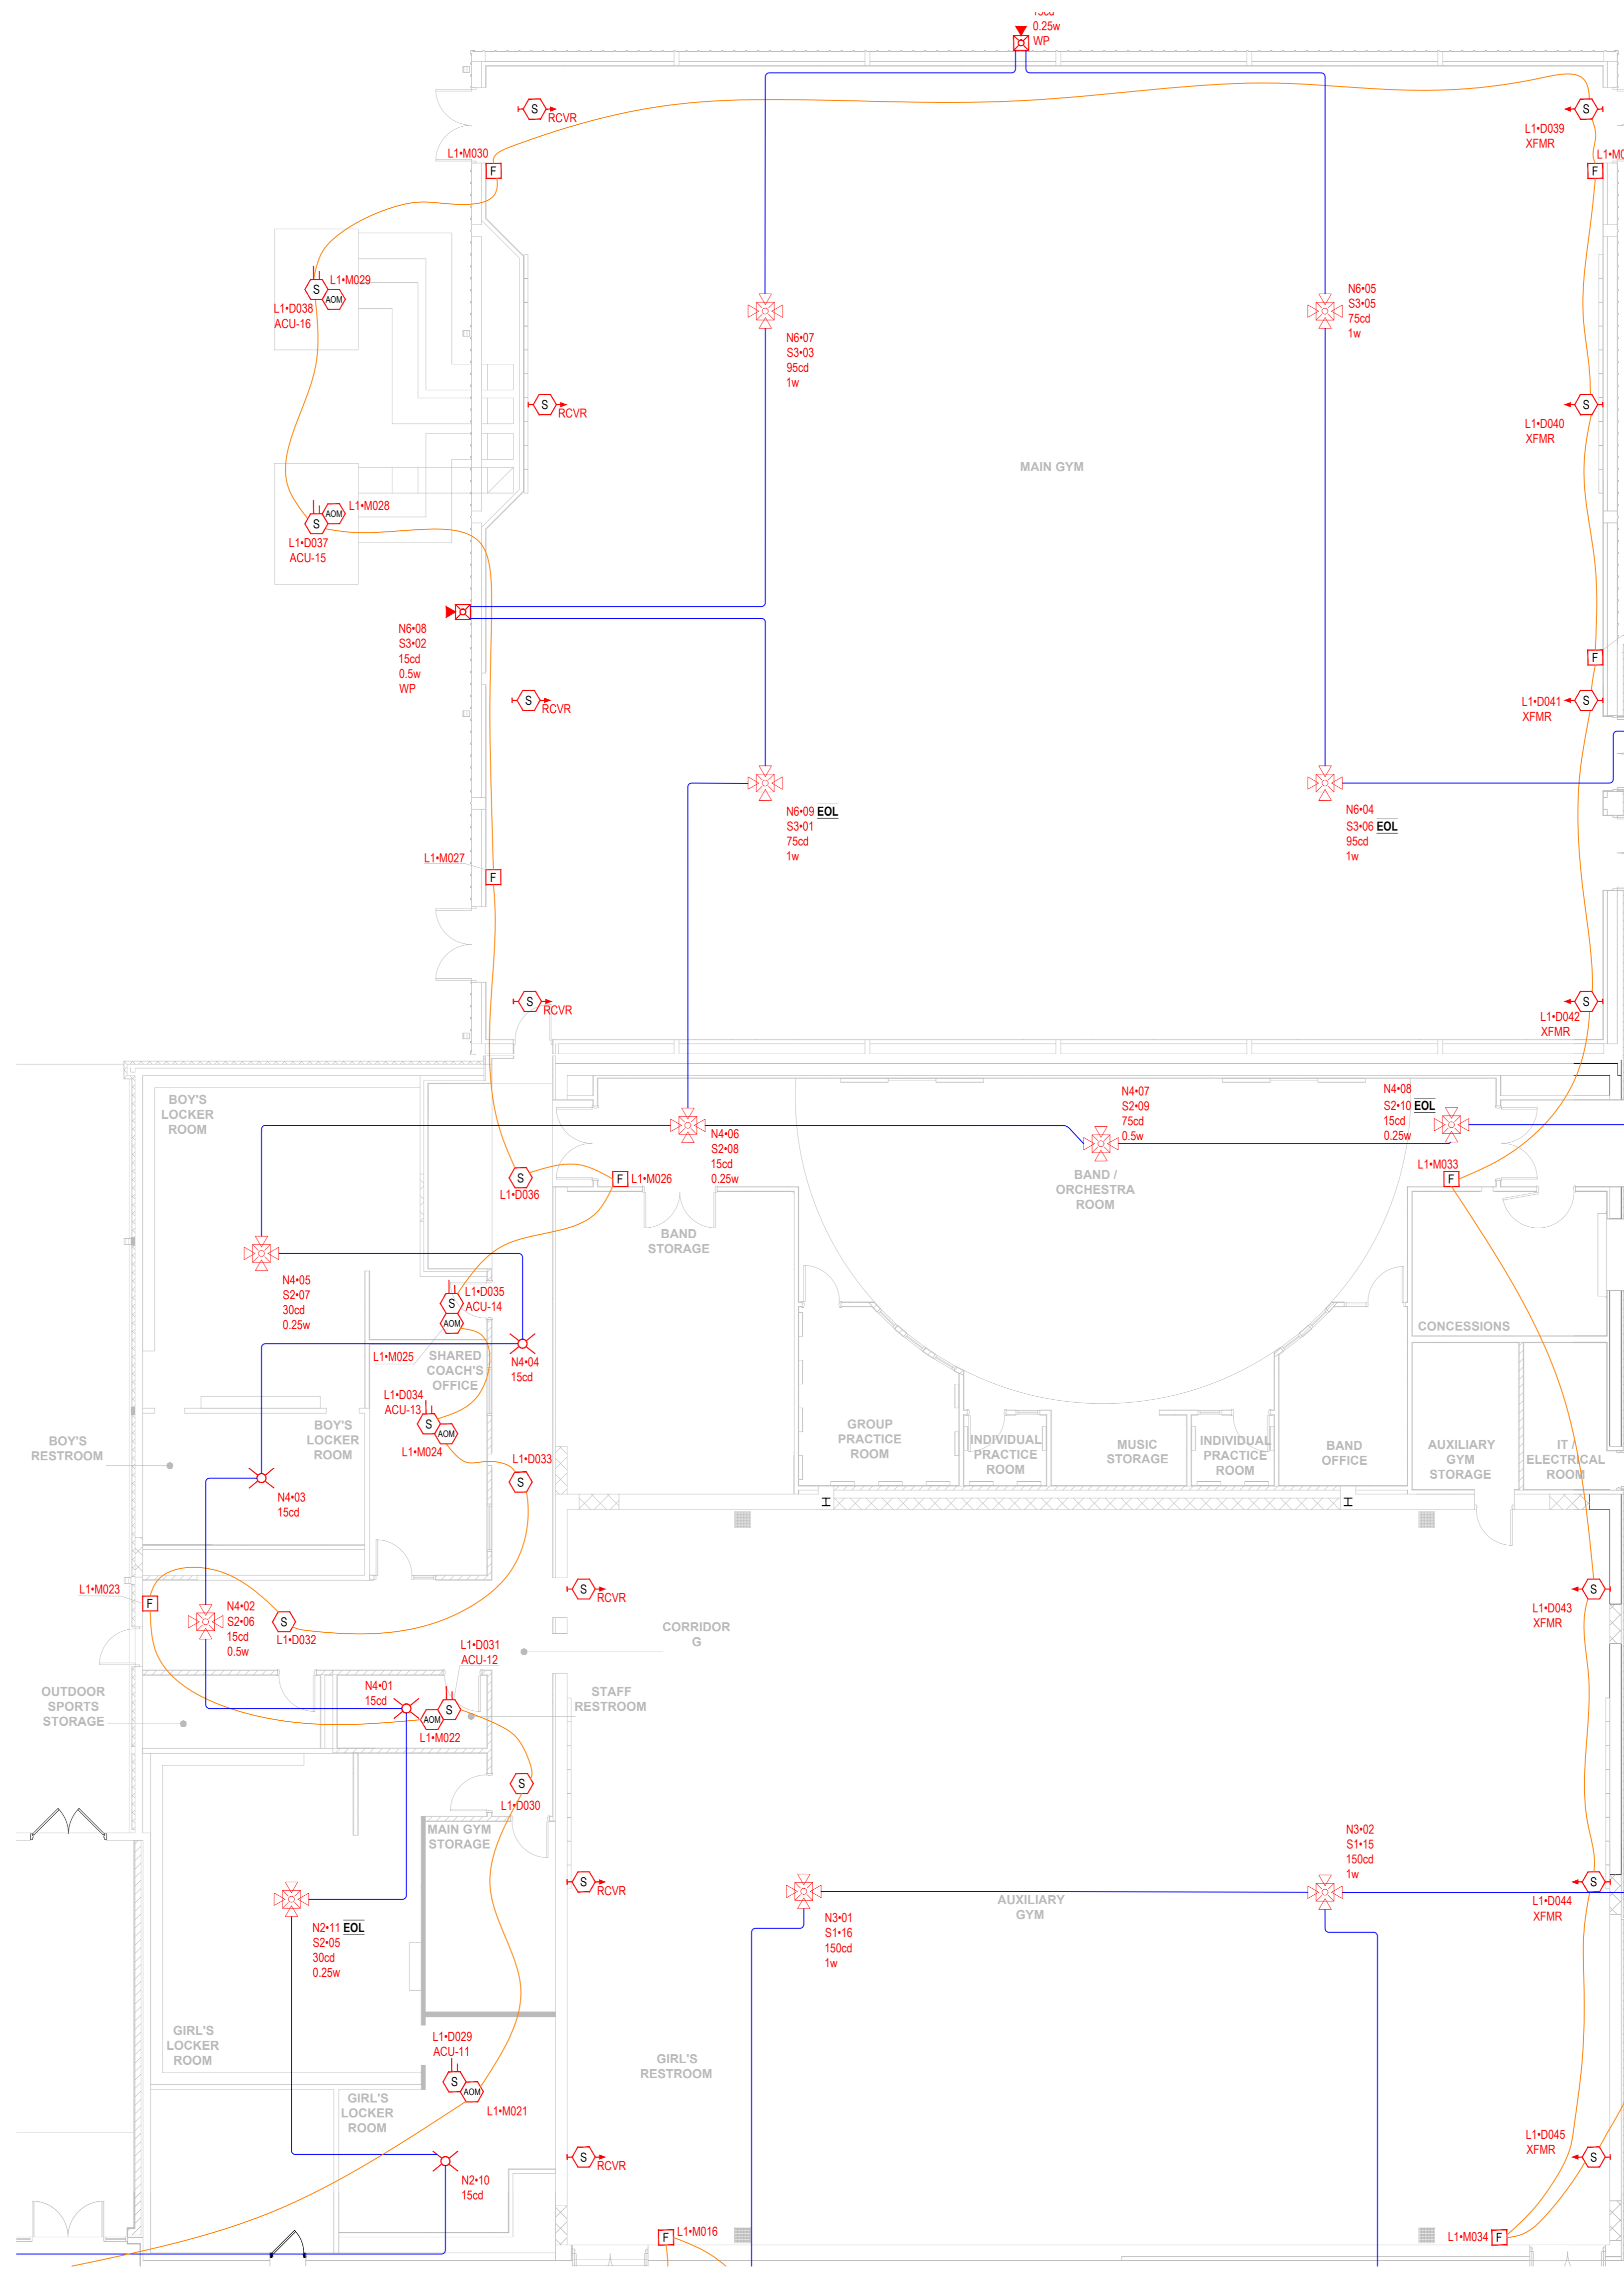 0.25w
WP
S
RCVR
S
L1•D039
XFMR
L1•M030
F
F
S
L1•M029
AOM
L1•D038
ACU-16
N6•07
S3•03
95cd
1w
N6•05
S3•05
75cd
1w
S
RCVR
S
L1•D040
XFMR
MAIN GYM
AOM
L1•M028
S
L1•D037
ACU-15
N6•08
S3•02
15cd
0.5w
WP
F
S
RCVR
S
L1•D041
XFMR
N6•09 EOL
S3•01
75cd
1w
N6•04
S3•06 EOL
95cd
1w
L1•M027
F
S
RCVR
S
L1•D042
XFMR
BOY'S
LOCKER
ROOM
N4•06
S2•08
15cd
0.25w
N4•07
S2•09
75cd
0.5w
N4•08
S2•10 EOL
15cd
0.25w
S
L1•D036
F
L1•M026
BAND /
ORCHESTRA
ROOM
L1•M033
F
BAND
STORAGE
N4•05
S2•07
30cd
0.25w
S
L1•D035
ACU-14
AOM
L1•M025
SHARED
COACH'S
OFFICE
N4•04
15cd
CONCESSIONS
L1•D034
ACU-13
S
AOM
L1•M024
BOY'S
LOCKER
ROOM
BOY'S
RESTROOM
L1•D033
S
GROUP
PRACTICE
ROOM
INDIVIDUAL
PRACTICE
ROOM
MUSIC
STORAGE
INDIVIDUAL
PRACTICE
ROOM
BAND
OFFICE
AUXILIARY
GYM
STORAGE
IT /
ELECTRICAL
ROOM
N4•03
15cd
L1•M023
F
N4•02
S2•06
15cd
0.5w
S
L1•D032
S
RCVR
S
L1•D043
XFMR
CORRIDOR
G
L1•D031
ACU-12
N4•01
15cd
S
AOM
L1•M022
OUTDOOR
SPORTS
STORAGE
STAFF
RESTROOM
S
L1•D030
MAIN GYM
STORAGE
N3•02
S1•15
150cd
1w
S
RCVR
S
L1•D044
XFMR
N2•11 EOL
S2•05
30cd
0.25w
N3•01
S1•16
150cd
1w
AUXILIARY
GYM
GIRL'S
LOCKER
ROOM
L1•D029
ACU-11
S
AOM
L1•M021
GIRL'S
RESTROOM
GIRL'S
LOCKER
ROOM
L1•D045
XFMR
S
S
RCVR
N2•10
15cd
F
L1•M016
L1•M034
F